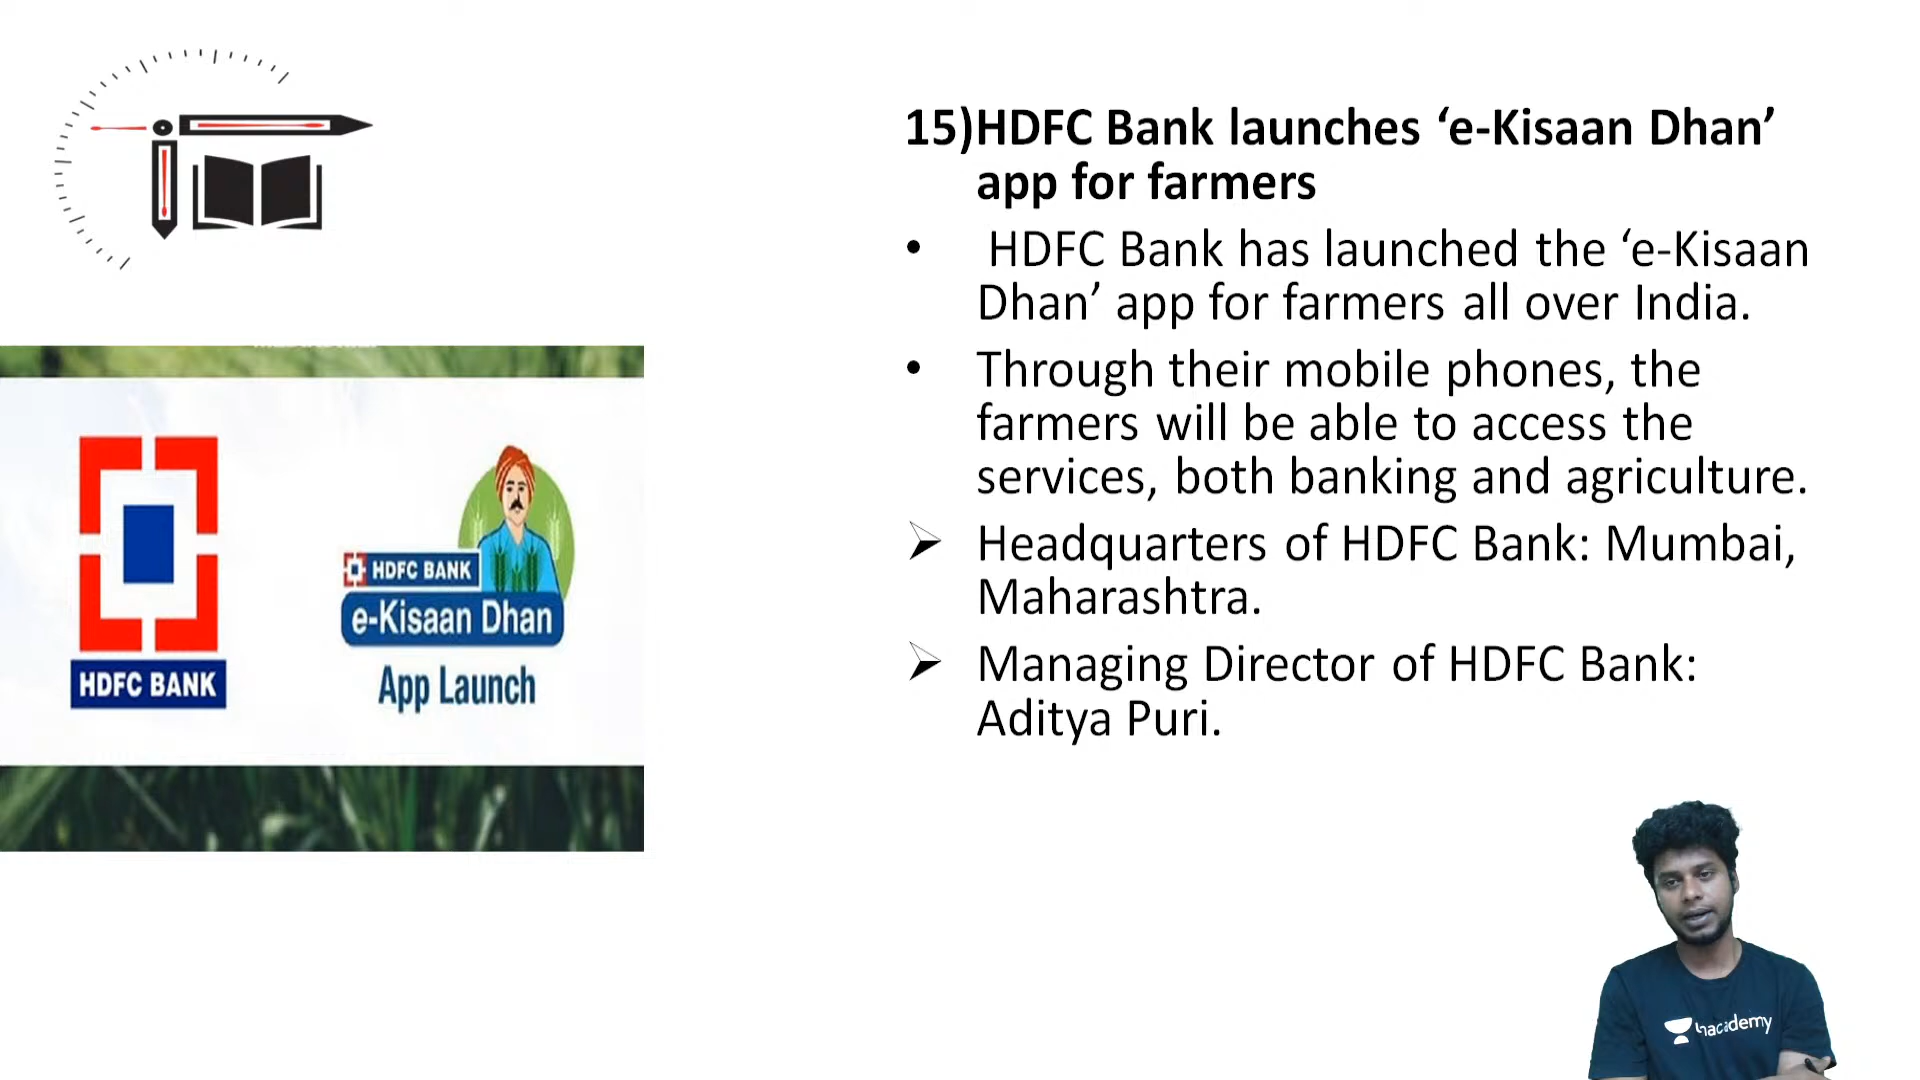 15)HDFC Bank launches ‘e-Kisaan Dhan’
app for farmers
• HDFC Bank has launched the ‘e-Kisaan
Dhan’ app for farmers all over India.
• Through their mobile phones, the
farmers will be able to access the
services, both banking and agriculture.
➢ Headquarters of HDFC Bank: Mumbai,
Maharashtra.
➢ Managing Director of HDFC Bank:
Aditya Puri.
HDFC BANK
HDFC BANK
e-Kisaan Dhan
App Launch
unacademy